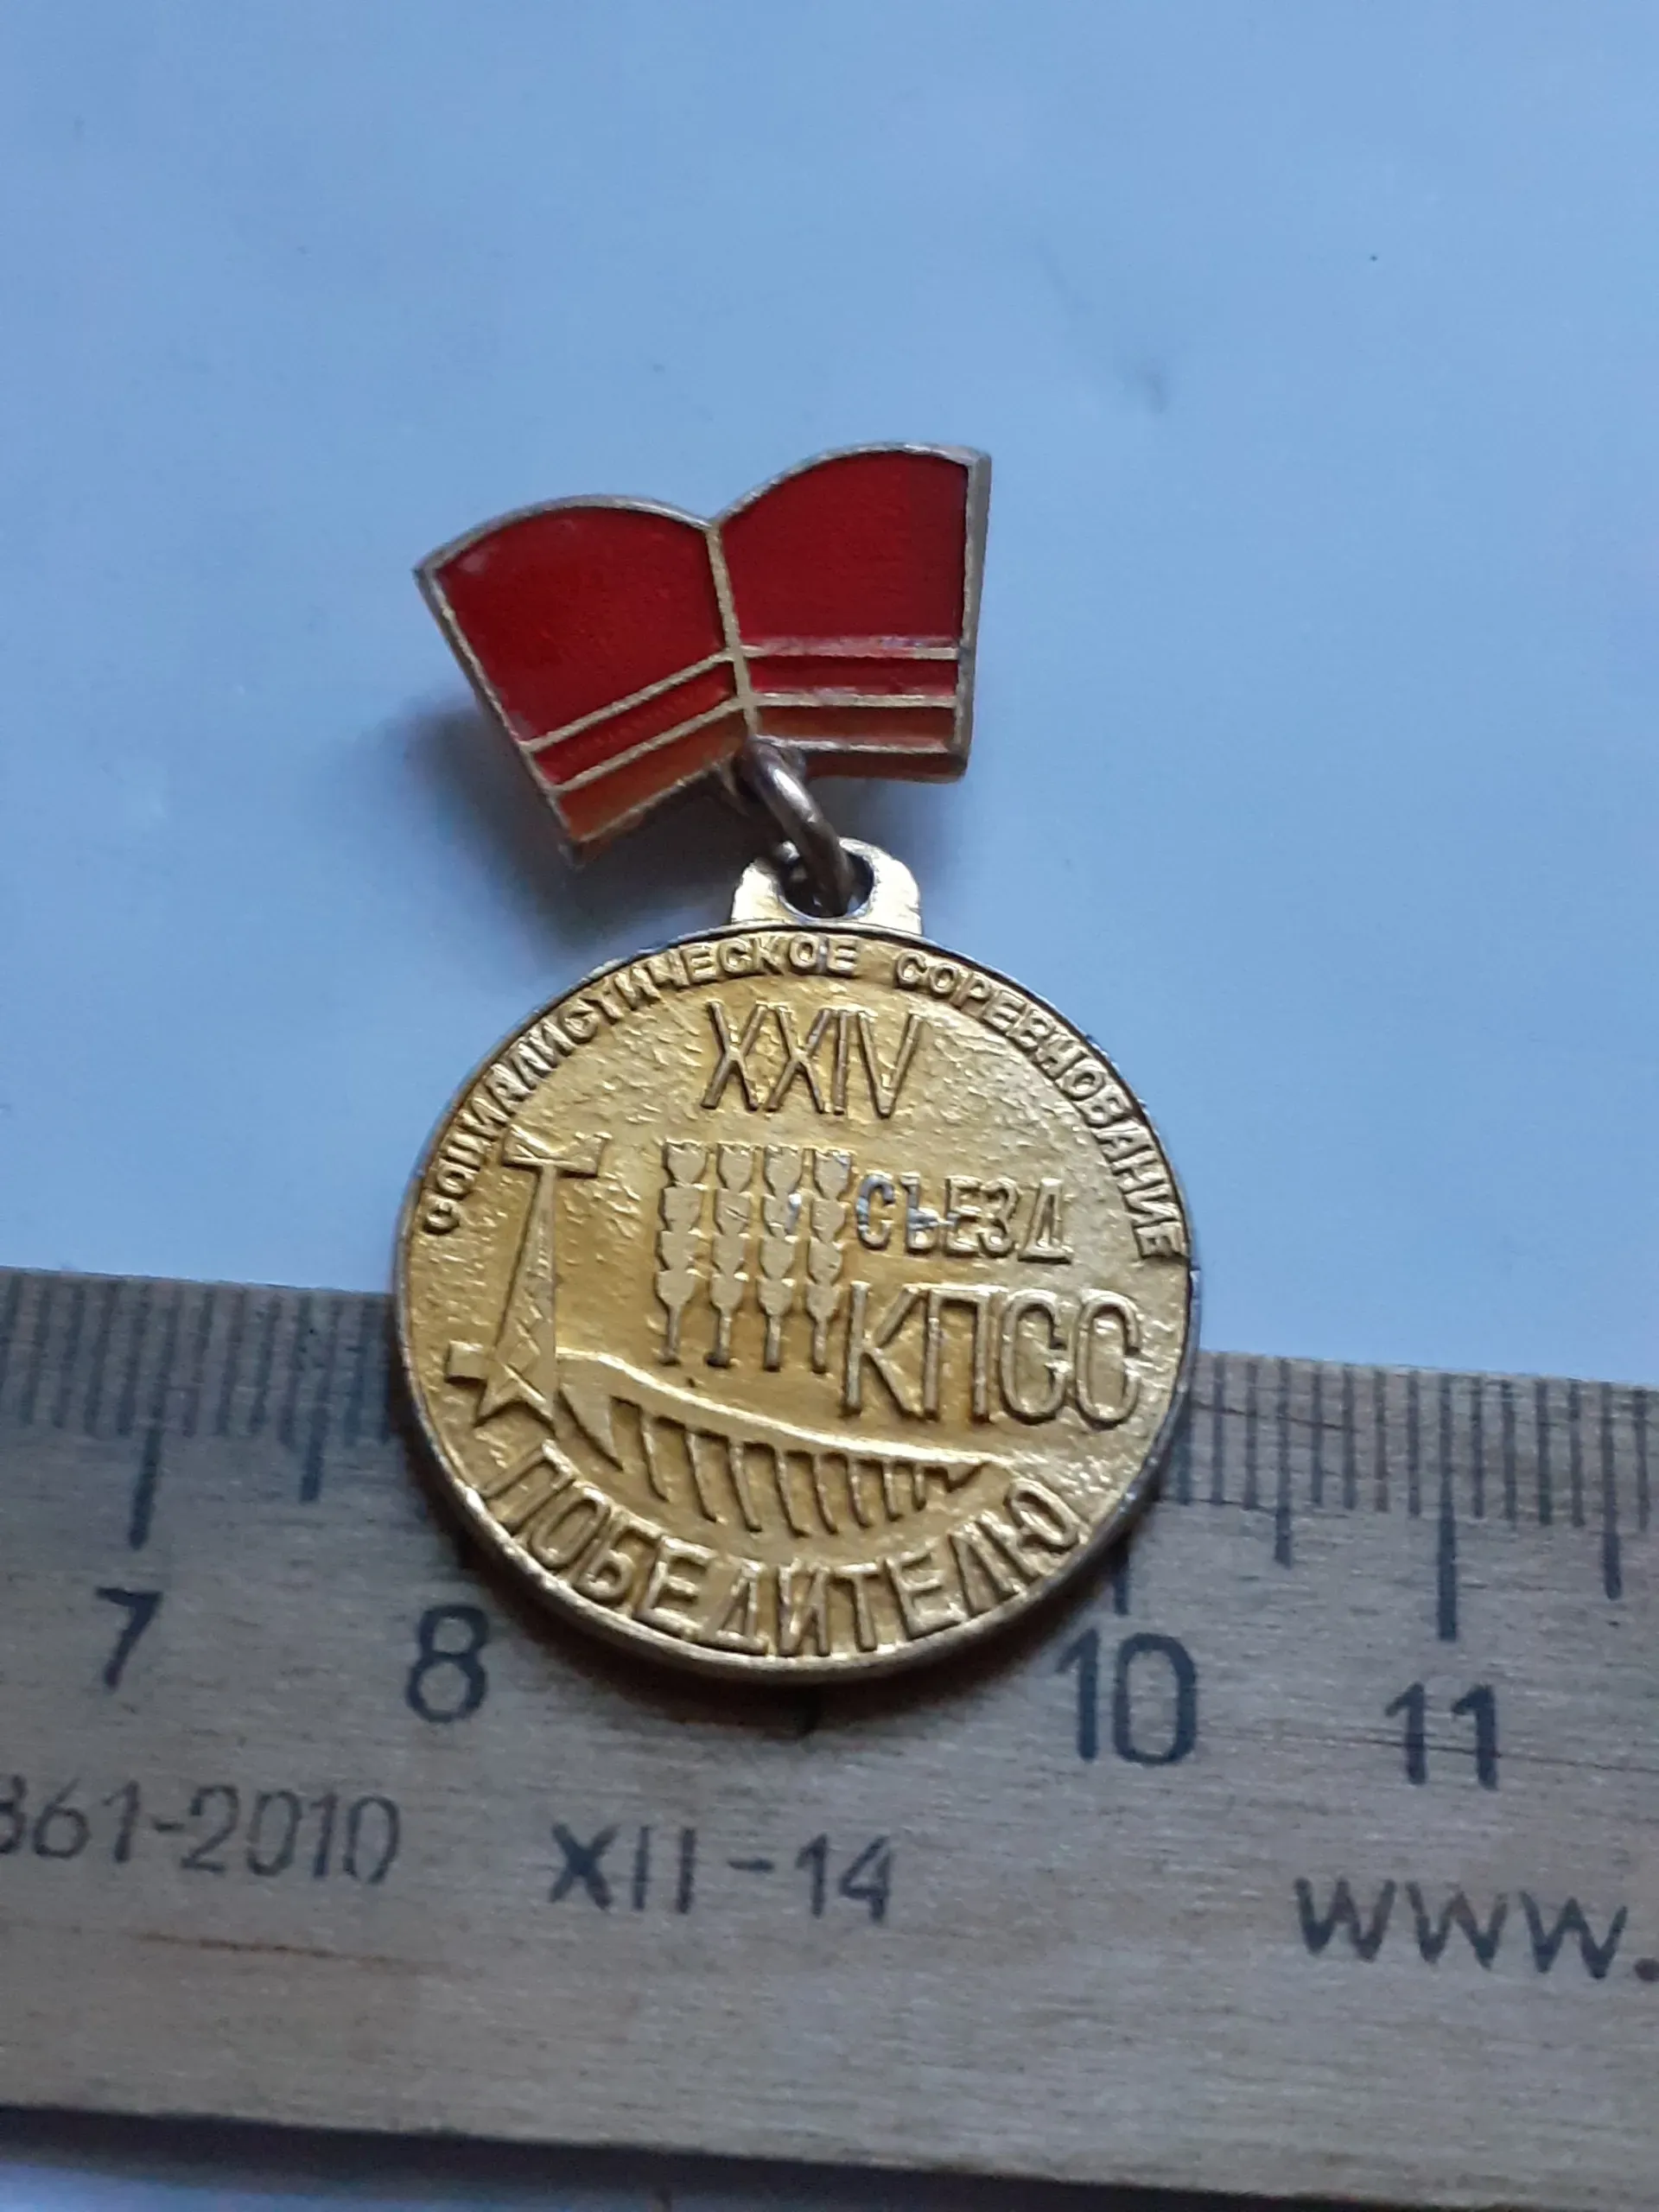 СОЦИАЛИСТИЧЕСКОЕ СОРЕВНОВАНИЕ
XXIV
СЪЕЗД
КПСС
ПОБЕДИТЕЛЮ
7 8 10 11
361-2010 XII-14 www.